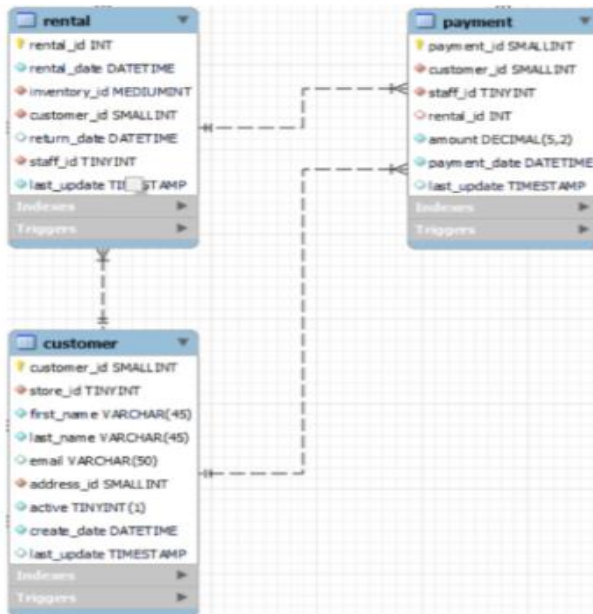 rental
rental_id INT
rental_date DATETIME
inventory_id MEDIUMINT
customer_id SMALLINT
return_date DATETIME
staff_id TINYINT
last_update
Indexes
Triggers
payment
payment_id SMALLINT
customer_id SMALLINT
staff_id TINYINT
rental_id INT
amount DECIMAL(5,2)
payment_date DATETIME
last_update TIMESTAMP
Indexes
Triggers
customer
customer_id SMALLINT
store_id TINYINT
first_name VARCHAR(45)
last_name VARCHAR(45)
email VARCHAR(50)
address_id SMALLINT
active TINYINT(1)
create_date DATETIME
last_update TIMESTAMP
Indexes
Triggers